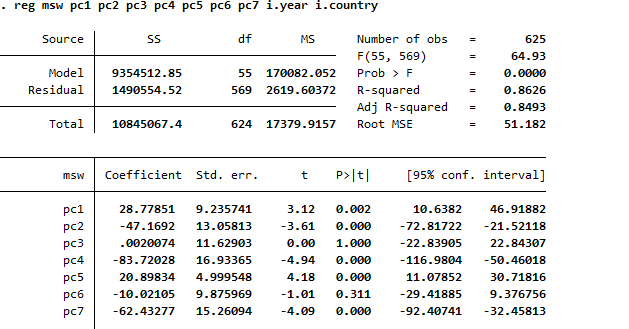 . reg msw pc1 pc2 pc3 pc4 pc5 pc6 pc7 i.year i.country
Source SS df MS Number of obs = 625
F(55, 569) = 64.93
Model 9354512.85 55 170082.052 Prob > F = 0.0000
Residual 1490554.52 569 2619.60372 R-squared = 0.8626
Adj R-squared = 0.8493
Total 10845067.4 624 17379.9157 Root MSE = 51.182
msw Coefficient Std. err. t P>|t| [95% conf. interval]
pc1 28.77851 9.235741 3.12 0.002 10.6382 46.91882
pc2 -47.1692 13.05813 -3.61 0.000 -72.81722 -21.52118
pc3 .0020074 11.62903 0.00 1.000 -22.83905 22.84307
pc4 -83.72028 16.93365 -4.94 0.000 -116.9804 -50.46018
pc5 20.89834 4.999548 4.18 0.000 11.07852 30.71816
pc6 -10.02105 9.875969 -1.01 0.311 -29.41885 9.376756
pc7 -62.43277 15.26094 -4.09 0.000 -92.40741 -32.45813